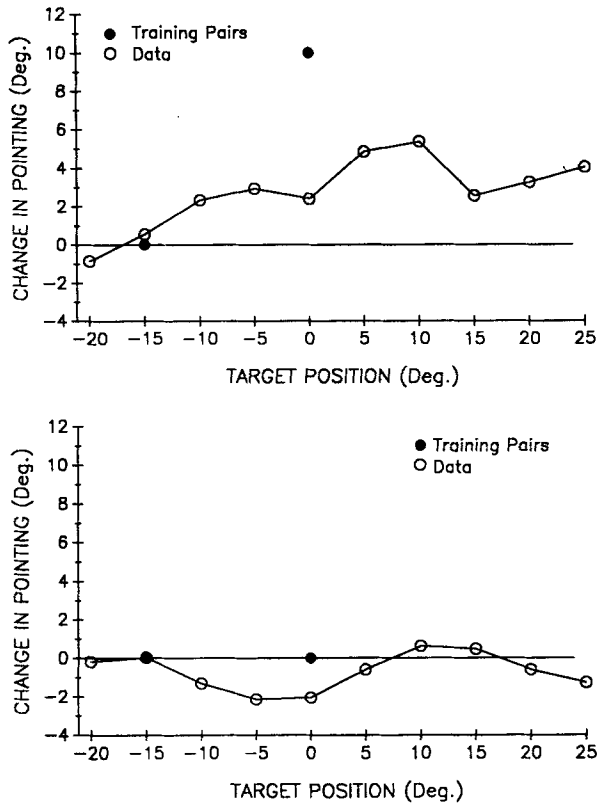 12
10
8
6
4
2
0
−2
−4
CHANGE IN POINTING (Deg.)
Training Pairs
Data
−20 −15 −10 −5 0 5 10 15 20 25
TARGET POSITION (Deg.)
12
10
8
6
4
2
0
−2
−4
CHANGE IN POINTING (Deg.)
Training Pairs
Data
−20 −15 −10 −5 0 5 10 15 20 25
TARGET POSITION (Deg.)